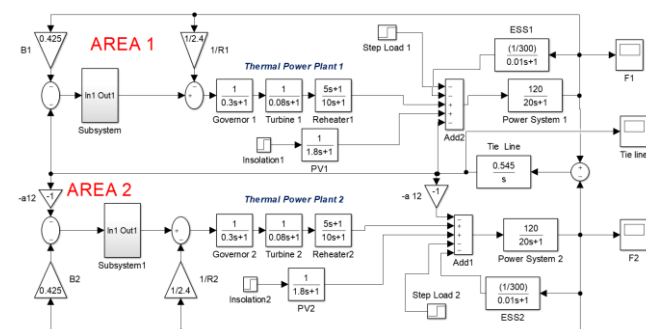 0.425
B1
AREA 1
1/2.4
1/R1
Step Load 1
ESS1
(1/300)
0.01s+1
F1
Thermal Power Plant 1
In1 Out1
Subsystem
1
0.3s+1
Governor 1
1
0.08s+1
Turbine 1
5s+1
10s+1
Reheater1
Add2
120
20s+1
Power System 1
Insolation1
1
1.8s+1
PV1
Tie Line
0.545
s
Tie line
-a12
-1
AREA 2
-a 12
-1
Thermal Power Plant 2
In1 Out1
Subsystem1
1
0.3s+1
Governor 2
1
0.08s+1
Turbine 2
5s+1
10s+1
Reheater2
Add1
120
20s+1
Power System 2
F2
B2
0.425
1/R2
1/2.4
Insolation2
1
1.8s+1
PV2
Step Load 2
(1/300)
0.01s+1
ESS2